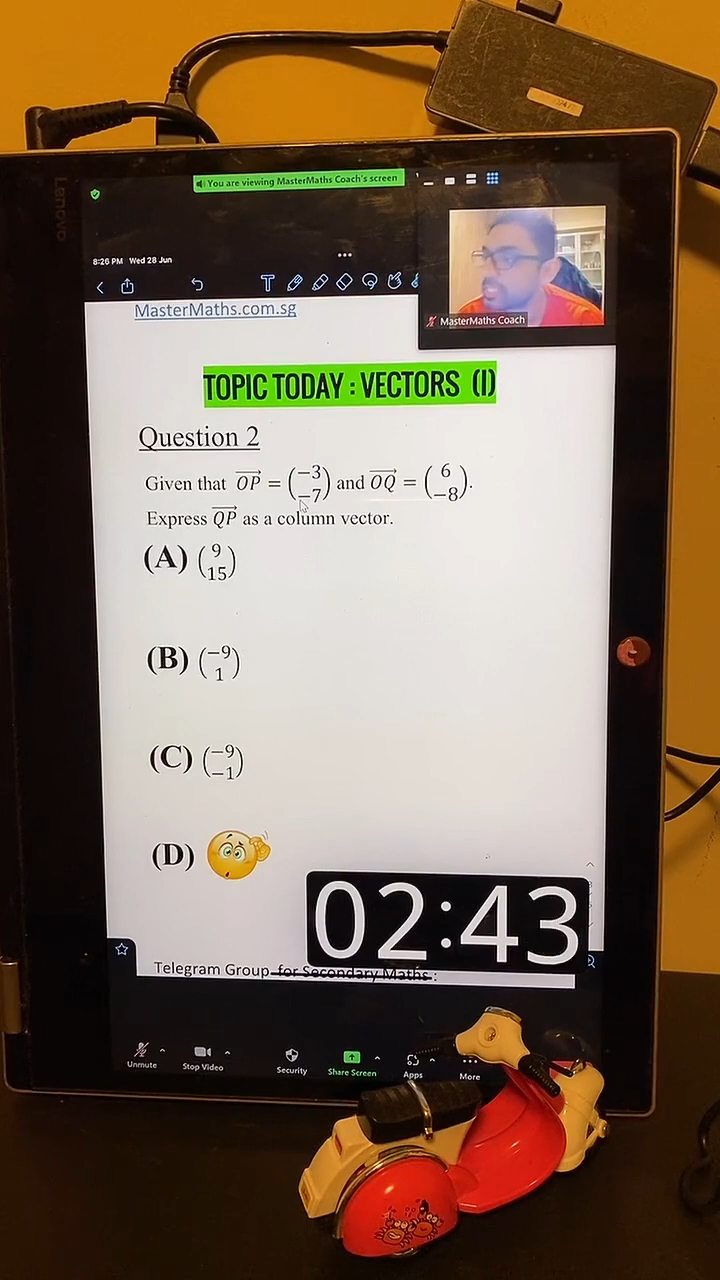 Lenovo
You are viewing MasterMaths Coach's screen
8:26 PM Wed 28 Jun
MasterMaths Coach
MasterMaths.com.sg
TOPIC TODAY : VECTORS (I)
Question 2
Given that OP⃗ = (−3 −7) and OQ⃗ = (6 −8).
Express QP⃗ as a column vector.
(A) (9 15)
(B) (−9 1)
(C) (−9 −1)
(D)
02:43
Telegram Group for Secondary Maths :
Unmute Stop Video Security Share Screen Apps More